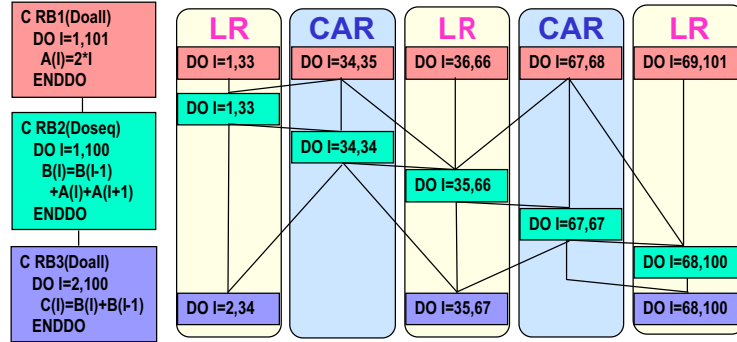 C RB1(Doall)
DO I=1,101
A(I)=2*I
ENDDO
C RB2(Doseq)
DO I=1,100
B(I)=B(I-1)
+A(I)+A(I+1)
ENDDO
C RB3(Doall)
DO I=2,100
C(I)=B(I)+B(I-1)
ENDDO
LR CAR LR CAR LR
DO I=1,33 DO I=34,35 DO I=36,66 DO I=67,68 DO I=69,101
DO I=1,33
DO I=34,34
DO I=35,66
DO I=67,67
DO I=68,100
DO I=2,34 DO I=35,67 DO I=68,100